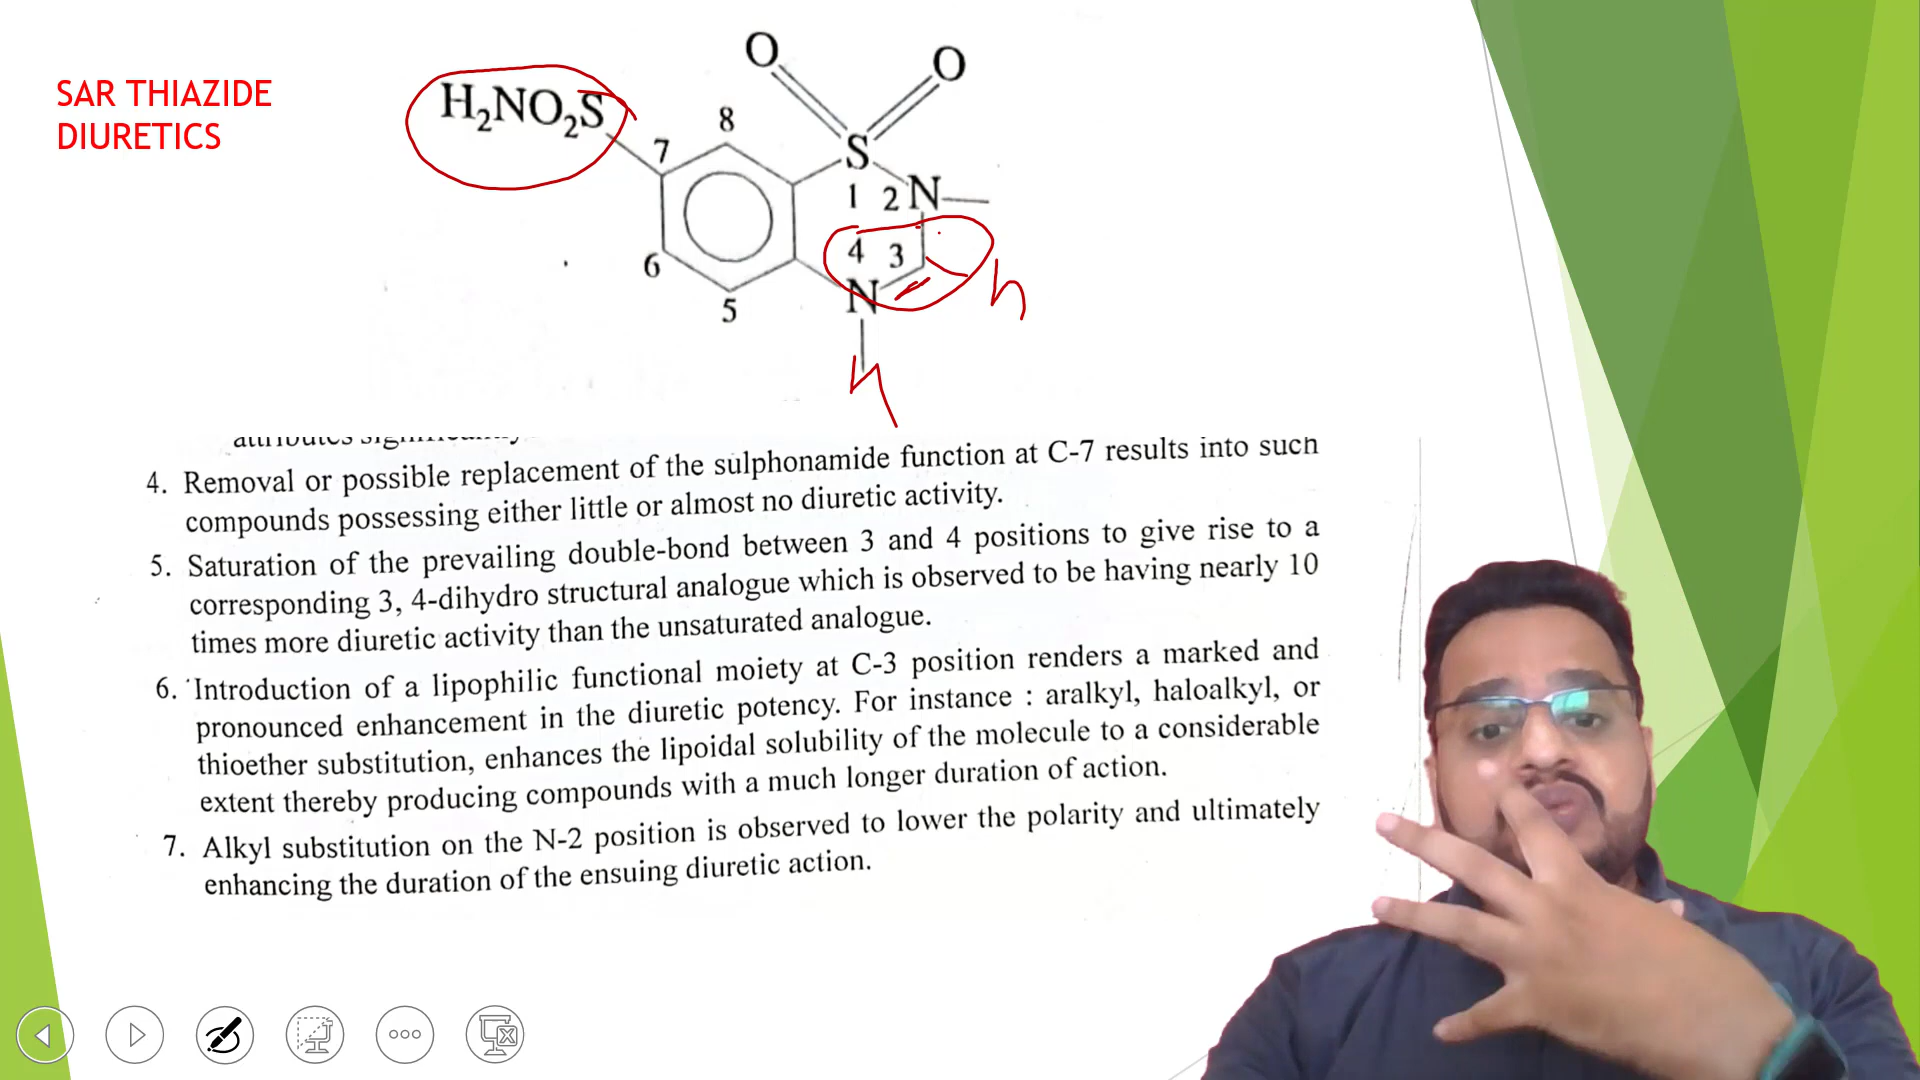 SAR THIAZIDE
DIURETICS
O
O
H₂NO₂S
8
7
S
1 2 N
4 3
6
N
h
5
H
4. Removal or possible replacement of the sulphonamide function at C-7 results into such
compounds possessing either little or almost no diuretic activity.
5. Saturation of the prevailing double-bond between 3 and 4 positions to give rise to a
corresponding 3, 4-dihydro structural analogue which is observed to be having nearly 10
times more diuretic activity than the unsaturated analogue.
6. Introduction of a lipophilic functional moiety at C-3 position renders a marked and
pronounced enhancement in the diuretic potency. For instance : aralkyl, haloalkyl, or
thioether substitution, enhances the lipoidal solubility of the molecule to a considerable
extent thereby producing compounds with a much longer duration of action.
7. Alkyl substitution on the N-2 position is observed to lower the polarity and ultimately
enhancing the duration of the ensuing diuretic action.